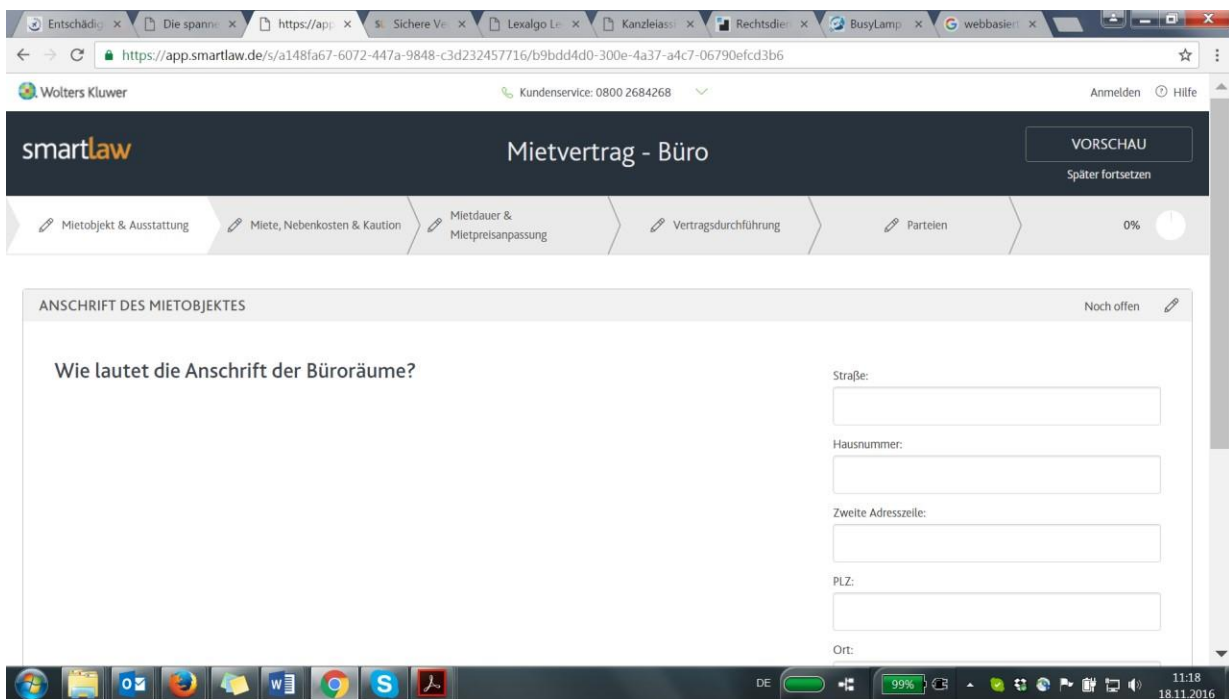 Entschädig
Die spanne
https://app
Sichere Ve
Lexalgo Le
Kanzleiass
Rechtsdien
BusyLamp
webbasiert
https://app.smartlaw.de/s/a148fa67-6072-447a-9848-c3d232457716/b9bdd4d0-300e-4a37-a4c7-06790efcd3b6
Wolters Kluwer
Kundenservice: 0800 2684268
Anmelden
Hilfe
smartlaw
Mietvertrag - Büro
VORSCHAU
Später fortsetzen
Mietobjekt & Ausstattung
Miete, Nebenkosten & Kaution
Mietdauer &
Mietpreisanpassung
Vertragsdurchführung
Parteien
0%
ANSCHRIFT DES MIETOBJEKTES
Noch offen
Wie lautet die Anschrift der Büroräume?
Straße:
Hausnummer:
Zweite Adresszeile:
PLZ:
Ort:
DE
99%
11:18
18.11.2016